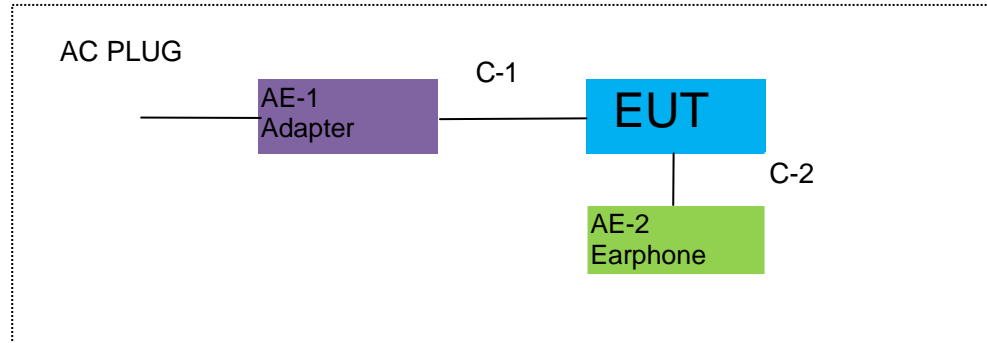 AC PLUG
C-1
AE-1
Adapter
EUT
C-2
AE-2
Earphone